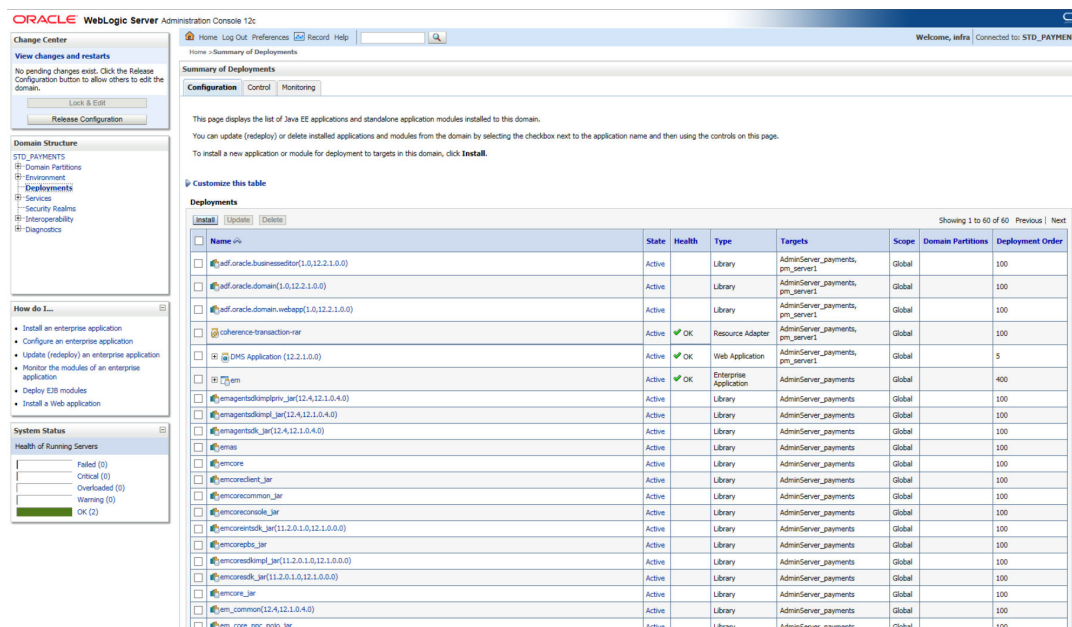 ORACLE WebLogic Server Administration Console 12c
Change Center
View changes and restarts
No pending changes exist. Click the Release
Configuration button to allow others to edit the
domain.
Lock & Edit
Release Configuration
Domain Structure
STD_PAYMENTS
Domain Partitions
Environment
Deployments
Services
Security Realms
Interoperability
Diagnostics
How do I...
Install an enterprise application
Configure an enterprise application
Update (redeploy) an enterprise application
Monitor the modules of an enterprise
application
Deploy EJB modules
Install a Web application
System Status
Health of Running Servers
Failed (0)
Critical (0)
Overloaded (0)
Warning (0)
OK (2)
Home Log Out Preferences Record Help
Welcome, infra Connected to: STD_PAYMEN
Home >Summary of Deployments
Summary of Deployments
Configuration Control Monitoring
This page displays the list of Java EE applications and standalone application modules installed to this domain.
You can update (redeploy) or delete installed applications and modules from the domain by selecting the checkbox next to the application name and then using the controls on this page.
To install a new application or module for deployment to targets in this domain, click Install.
Customize this table
Deployments
Install Update Delete Showing 1 to 60 of 60 Previous | Next
Name State Health Type Targets Scope Domain Partitions Deployment Order
adf.oracle.businesseditor(1.0,12.2.1.0.0) Active Library AdminServer_payments, pm_server1 Global 100
adf.oracle.domain(1.0,12.2.1.0.0) Active Library AdminServer_payments, pm_server1 Global 100
adf.oracle.domain.webapp(1.0,12.2.1.0.0) Active Library AdminServer_payments, pm_server1 Global 100
coherence-transaction-rar Active OK Resource Adapter AdminServer_payments, pm_server1 Global 100
DMS Application (12.2.1.0.0) Active OK Web Application AdminServer_payments, pm_server1 Global 5
em Active OK Enterprise Application AdminServer_payments Global 400
emagentsdkimplpriv_jar(12.4,12.1.0.4.0) Active Library AdminServer_payments Global 100
emagentsdkimpl_jar(12.4,12.1.0.4.0) Active Library AdminServer_payments Global 100
emagentsdk_jar(12.4,12.1.0.4.0) Active Library AdminServer_payments Global 100
emas Active Library AdminServer_payments Global 100
emcore Active Library AdminServer_payments Global 100
emcoreclient_jar Active Library AdminServer_payments Global 100
emcorecommon_jar Active Library AdminServer_payments Global 100
emcoreconsole_jar Active Library AdminServer_payments Global 100
emcoreintsdk_jar(11.2.0.1.0,12.1.0.0.0) Active Library AdminServer_payments Global 100
emcorepbs_jar Active Library AdminServer_payments Global 100
emcoresdkimpl_jar(11.2.0.1.0,12.1.0.0.0) Active Library AdminServer_payments Global 100
emcoresdk_jar(11.2.0.1.0,12.1.0.0.0) Active Library AdminServer_payments Global 100
emcore_jar Active Library AdminServer_payments Global 100
em_common(12.4,12.1.0.4.0) Active Library AdminServer_payments Global 100
Active Library AdminServer_payments Global 100